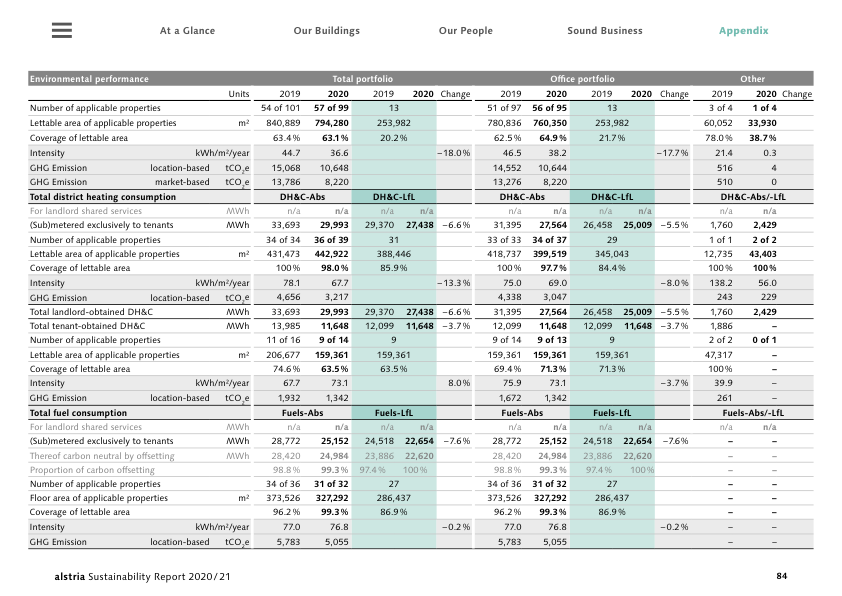 At a Glance Our Buildings Our People Sound Business Appendix
Environmental performance Total portfolio Office portfolio Other
Units 2019 2020 2019 2020 Change 2019 2020 2019 2020 Change 2019 2020 Change
Number of applicable properties 54 of 101 57 of 99 13 51 of 97 56 of 95 13 3 of 4 1 of 4
Lettable area of applicable properties m² 840,889 794,280 253,982 780,836 760,350 253,982 60,052 33,930
Coverage of lettable area 63.4 % 63.1 % 20.2 % 62.5 % 64.9 % 21.7 % 78.0 % 38.7 %
Intensity kWh/m²/year 44.7 36.6 −18.0 % 46.5 38.2 −17.7 % 21.4 0.3
GHG Emission location-based tCO₂e 15,068 10,648 14,552 10,644 516 4
GHG Emission market-based tCO₂e 13,786 8,220 13,276 8,220 510 0
Total district heating consumption DH&C-Abs DH&C-LfL DH&C-Abs DH&C-LfL DH&C-Abs/-LfL
For landlord shared services MWh n/a n/a n/a n/a n/a n/a n/a n/a n/a n/a
(Sub)metered exclusively to tenants MWh 33,693 29,993 29,370 27,438 −6.6 % 31,395 27,564 26,458 25,009 −5.5 % 1,760 2,429
Number of applicable properties 34 of 34 36 of 39 31 33 of 33 34 of 37 29 1 of 1 2 of 2
Lettable area of applicable properties m² 431,473 442,922 388,446 418,737 399,519 345,043 12,735 43,403
Coverage of lettable area 100 % 98.0 % 85.9 % 100 % 97.7 % 84.4 % 100 % 100 %
Intensity kWh/m²/year 78.1 67.7 −13.3 % 75.0 69.0 −8.0 % 138.2 56.0
GHG Emission location-based tCO₂e 4,656 3,217 4,338 3,047 243 229
Total landlord-obtained DH&C MWh 33,693 29,993 29,370 27,438 −6.6 % 31,395 27,564 26,458 25,009 −5.5 % 1,760 2,429
Total tenant-obtained DH&C MWh 13,985 11,648 12,099 11,648 −3.7 % 12,099 11,648 12,099 11,648 −3.7 % 1,886 –
Number of applicable properties 11 of 16 9 of 14 9 9 of 14 9 of 13 9 2 of 2 0 of 1
Lettable area of applicable properties m² 206,677 159,361 159,361 159,361 159,361 159,361 47,317 –
Coverage of lettable area 74.6 % 63.5 % 63.5 % 69.4 % 71.3 % 71.3 % 100 % –
Intensity kWh/m²/year 67.7 73.1 8.0 % 75.9 73.1 −3.7 % 39.9 –
GHG Emission location-based tCO₂e 1,932 1,342 1,672 1,342 261 –
Total fuel consumption Fuels-Abs Fuels-LfL Fuels-Abs Fuels-LfL Fuels-Abs/-LfL
For landlord shared services MWh n/a n/a n/a n/a n/a n/a n/a n/a n/a n/a
(Sub)metered exclusively to tenants MWh 28,772 25,152 24,518 22,654 −7.6 % 28,772 25,152 24,518 22,654 −7.6 % – –
Thereof carbon neutral by offsetting MWh 28,420 24,984 23,886 22,620 28,420 24,984 23,886 22,620 – –
Proportion of carbon offsetting 98.8 % 99.3 % 97.4 % 100 % 98.8 % 99.3 % 97.4 % 100 % – –
Number of applicable properties 34 of 36 31 of 32 27 34 of 36 31 of 32 27 – –
Floor area of applicable properties m² 373,526 327,292 286,437 373,526 327,292 286,437 – –
Coverage of lettable area 96.2 % 99.3 % 86.9 % 96.2 % 99.3 % 86.9 % – –
Intensity kWh/m²/year 77.0 76.8 −0.2 % 77.0 76.8 −0.2 % – –
GHG Emission location-based tCO₂e 5,783 5,055 5,783 5,055 – –
alstria Sustainability Report 2020/21 84